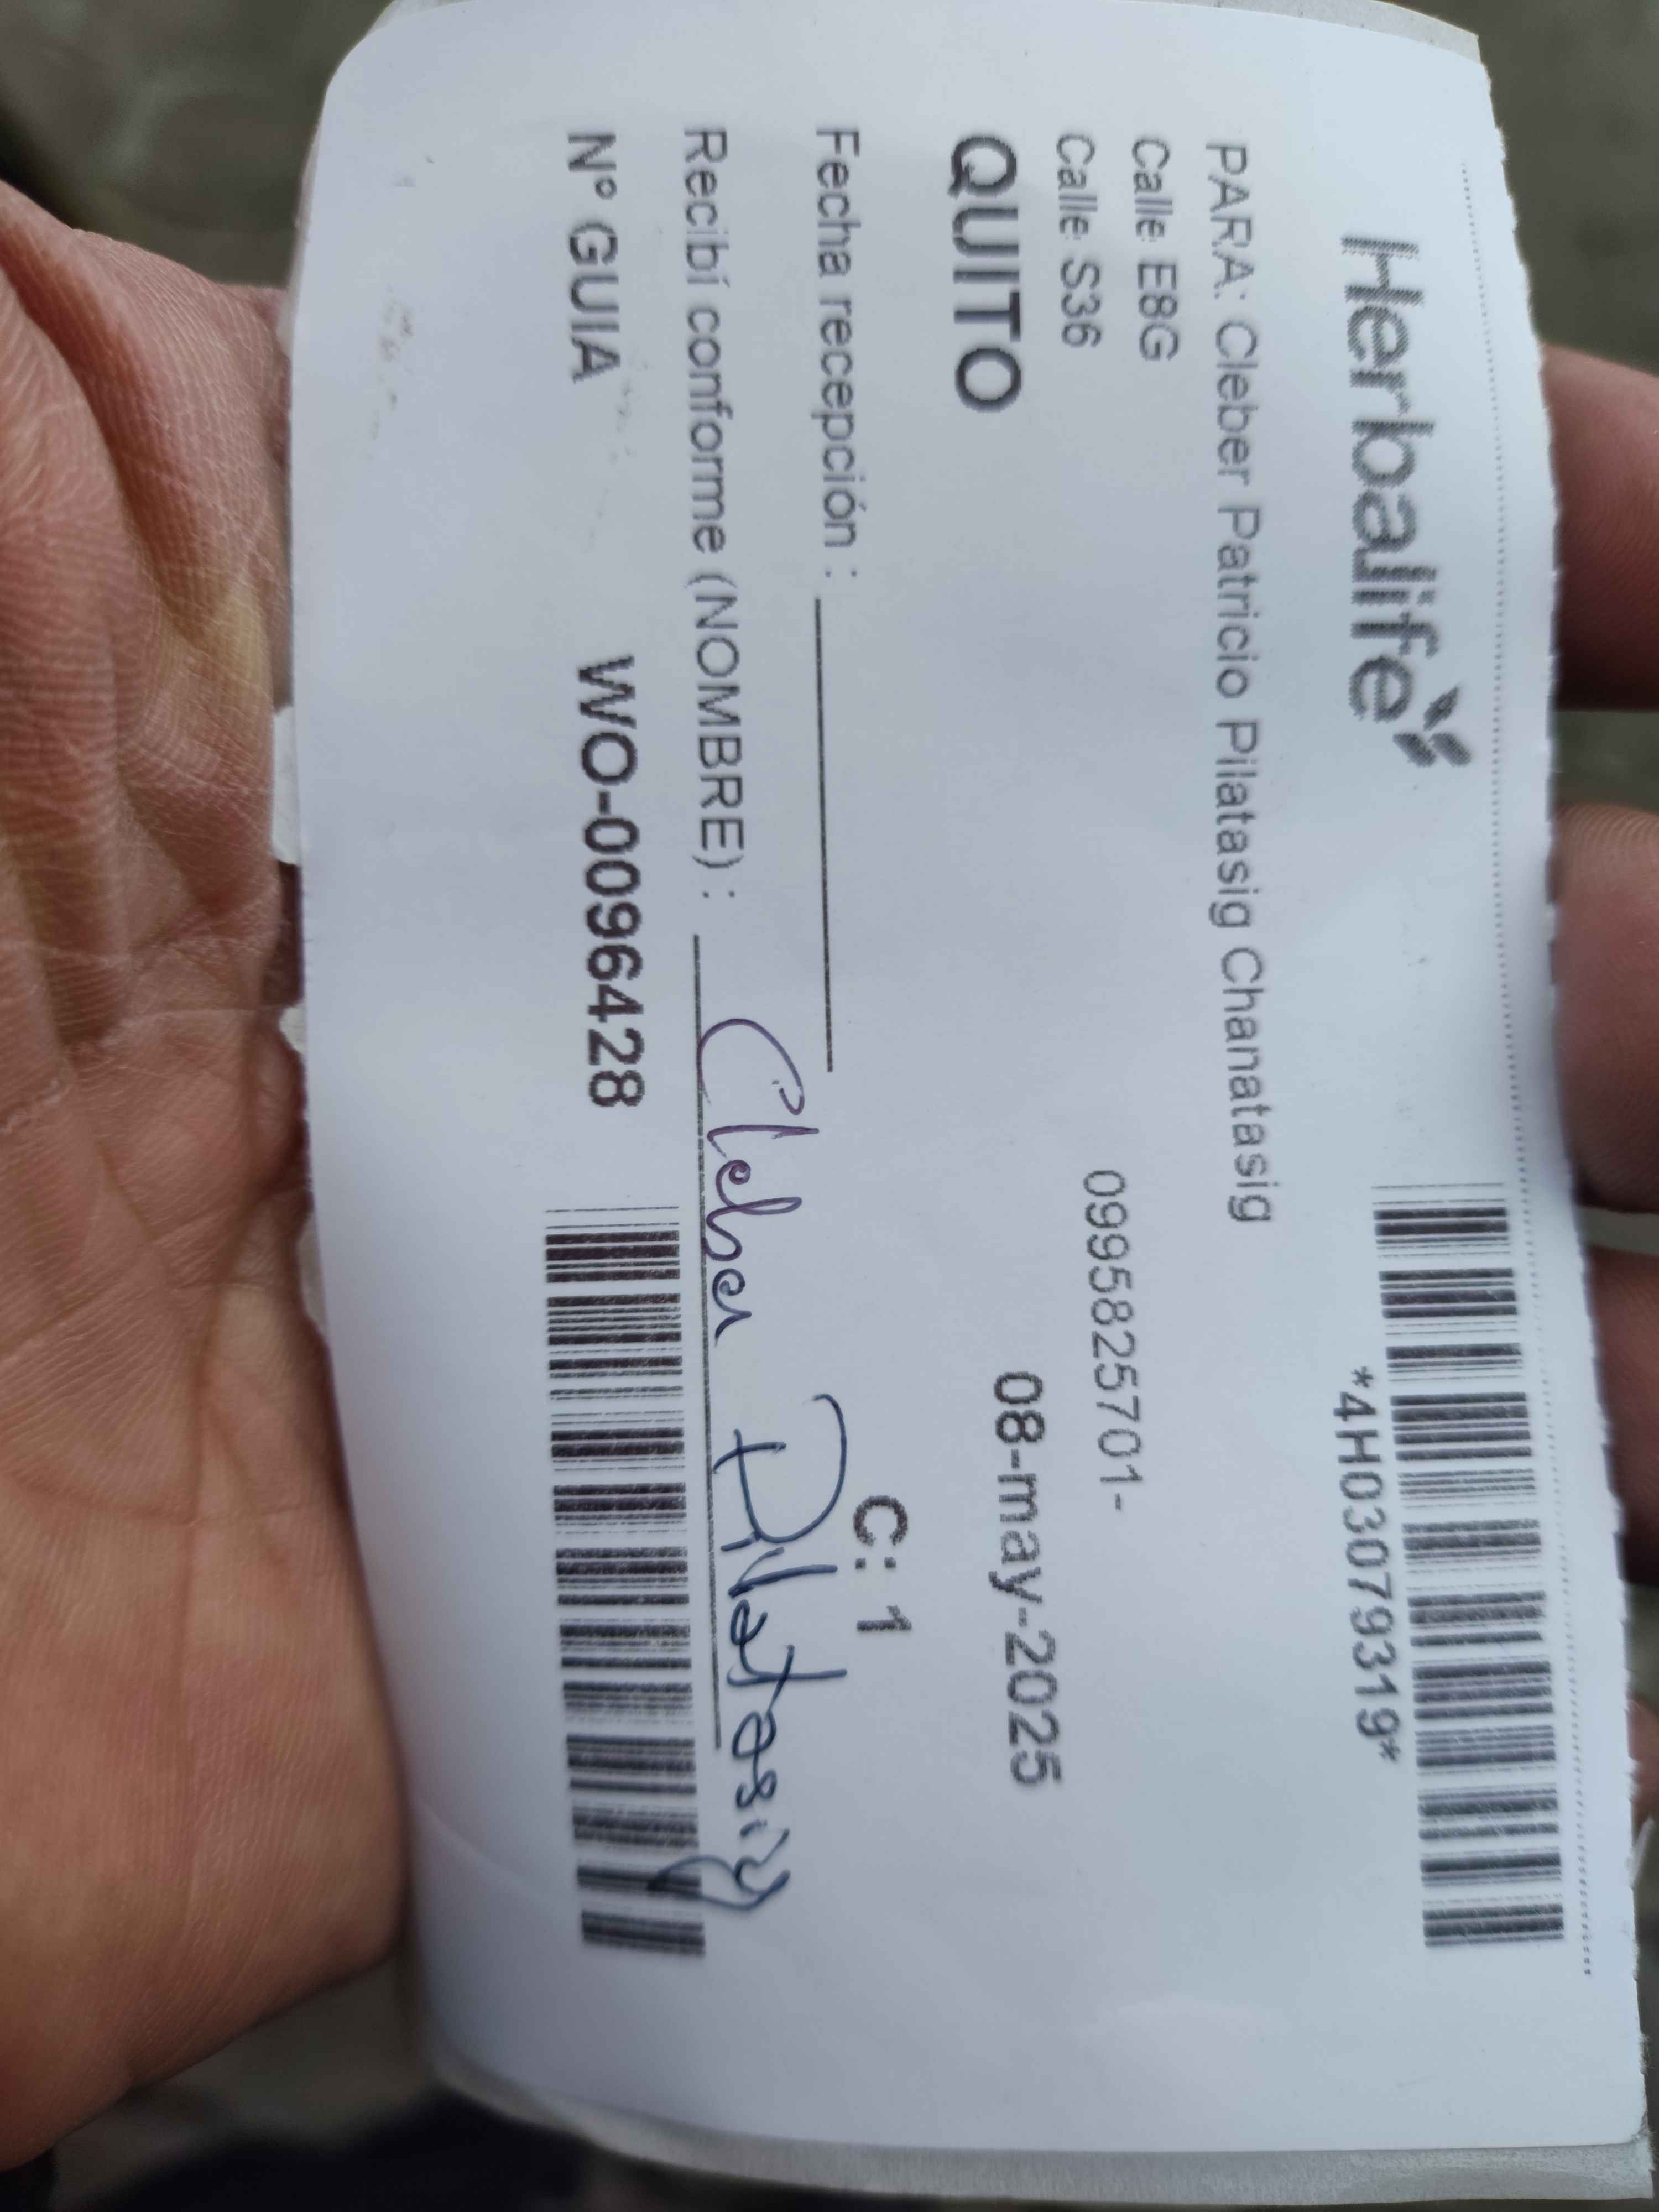 Herbalife
*4H03079319*
PARA: Cleber Patricio Pilatasig Chanatasig
Calle E8G
0995825701-
Calle S36
QUITO
08-may-2025
C: 1
Fecha recepción :
Recibí conforme (NOMBRE) : Cleber Pilatasig
Nº GUIA WO-0096428